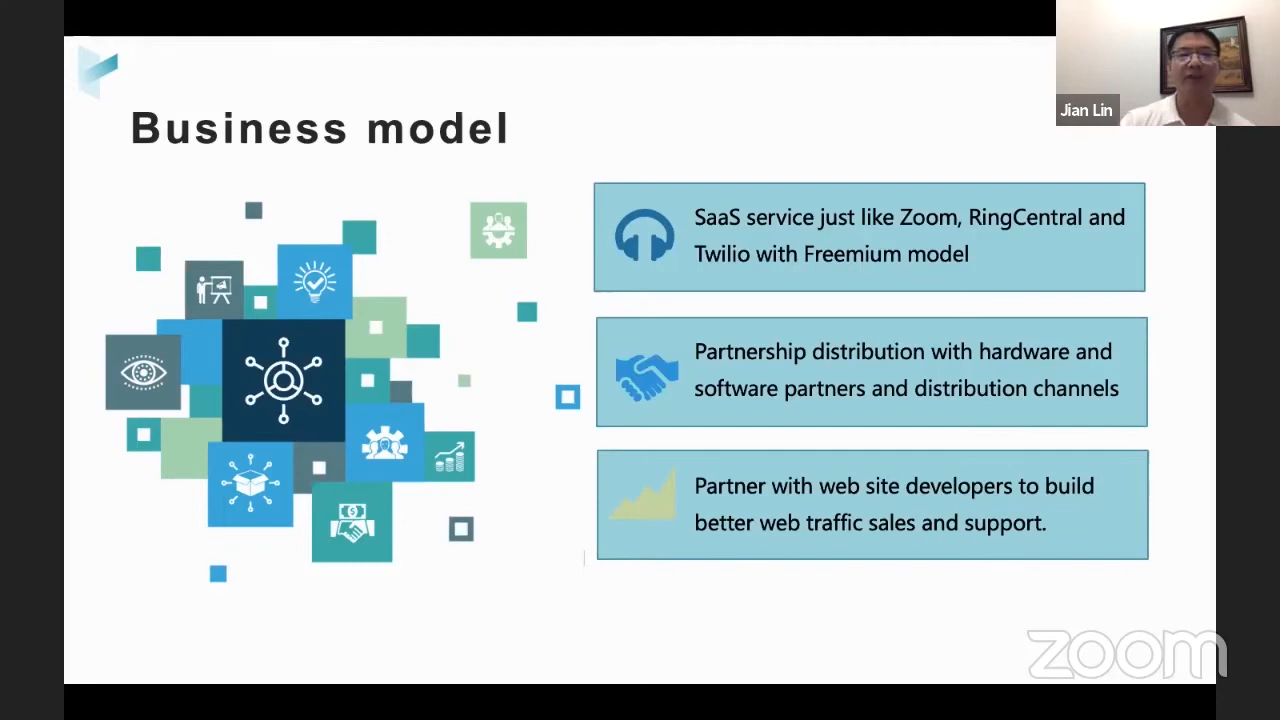 Jian Lin
Business model
SaaS service just like Zoom, RingCentral and
Twilio with Freemium model
Partnership distribution with hardware and
software partners and distribution channels
Partner with web site developers to build
better web traffic sales and support.
zoom